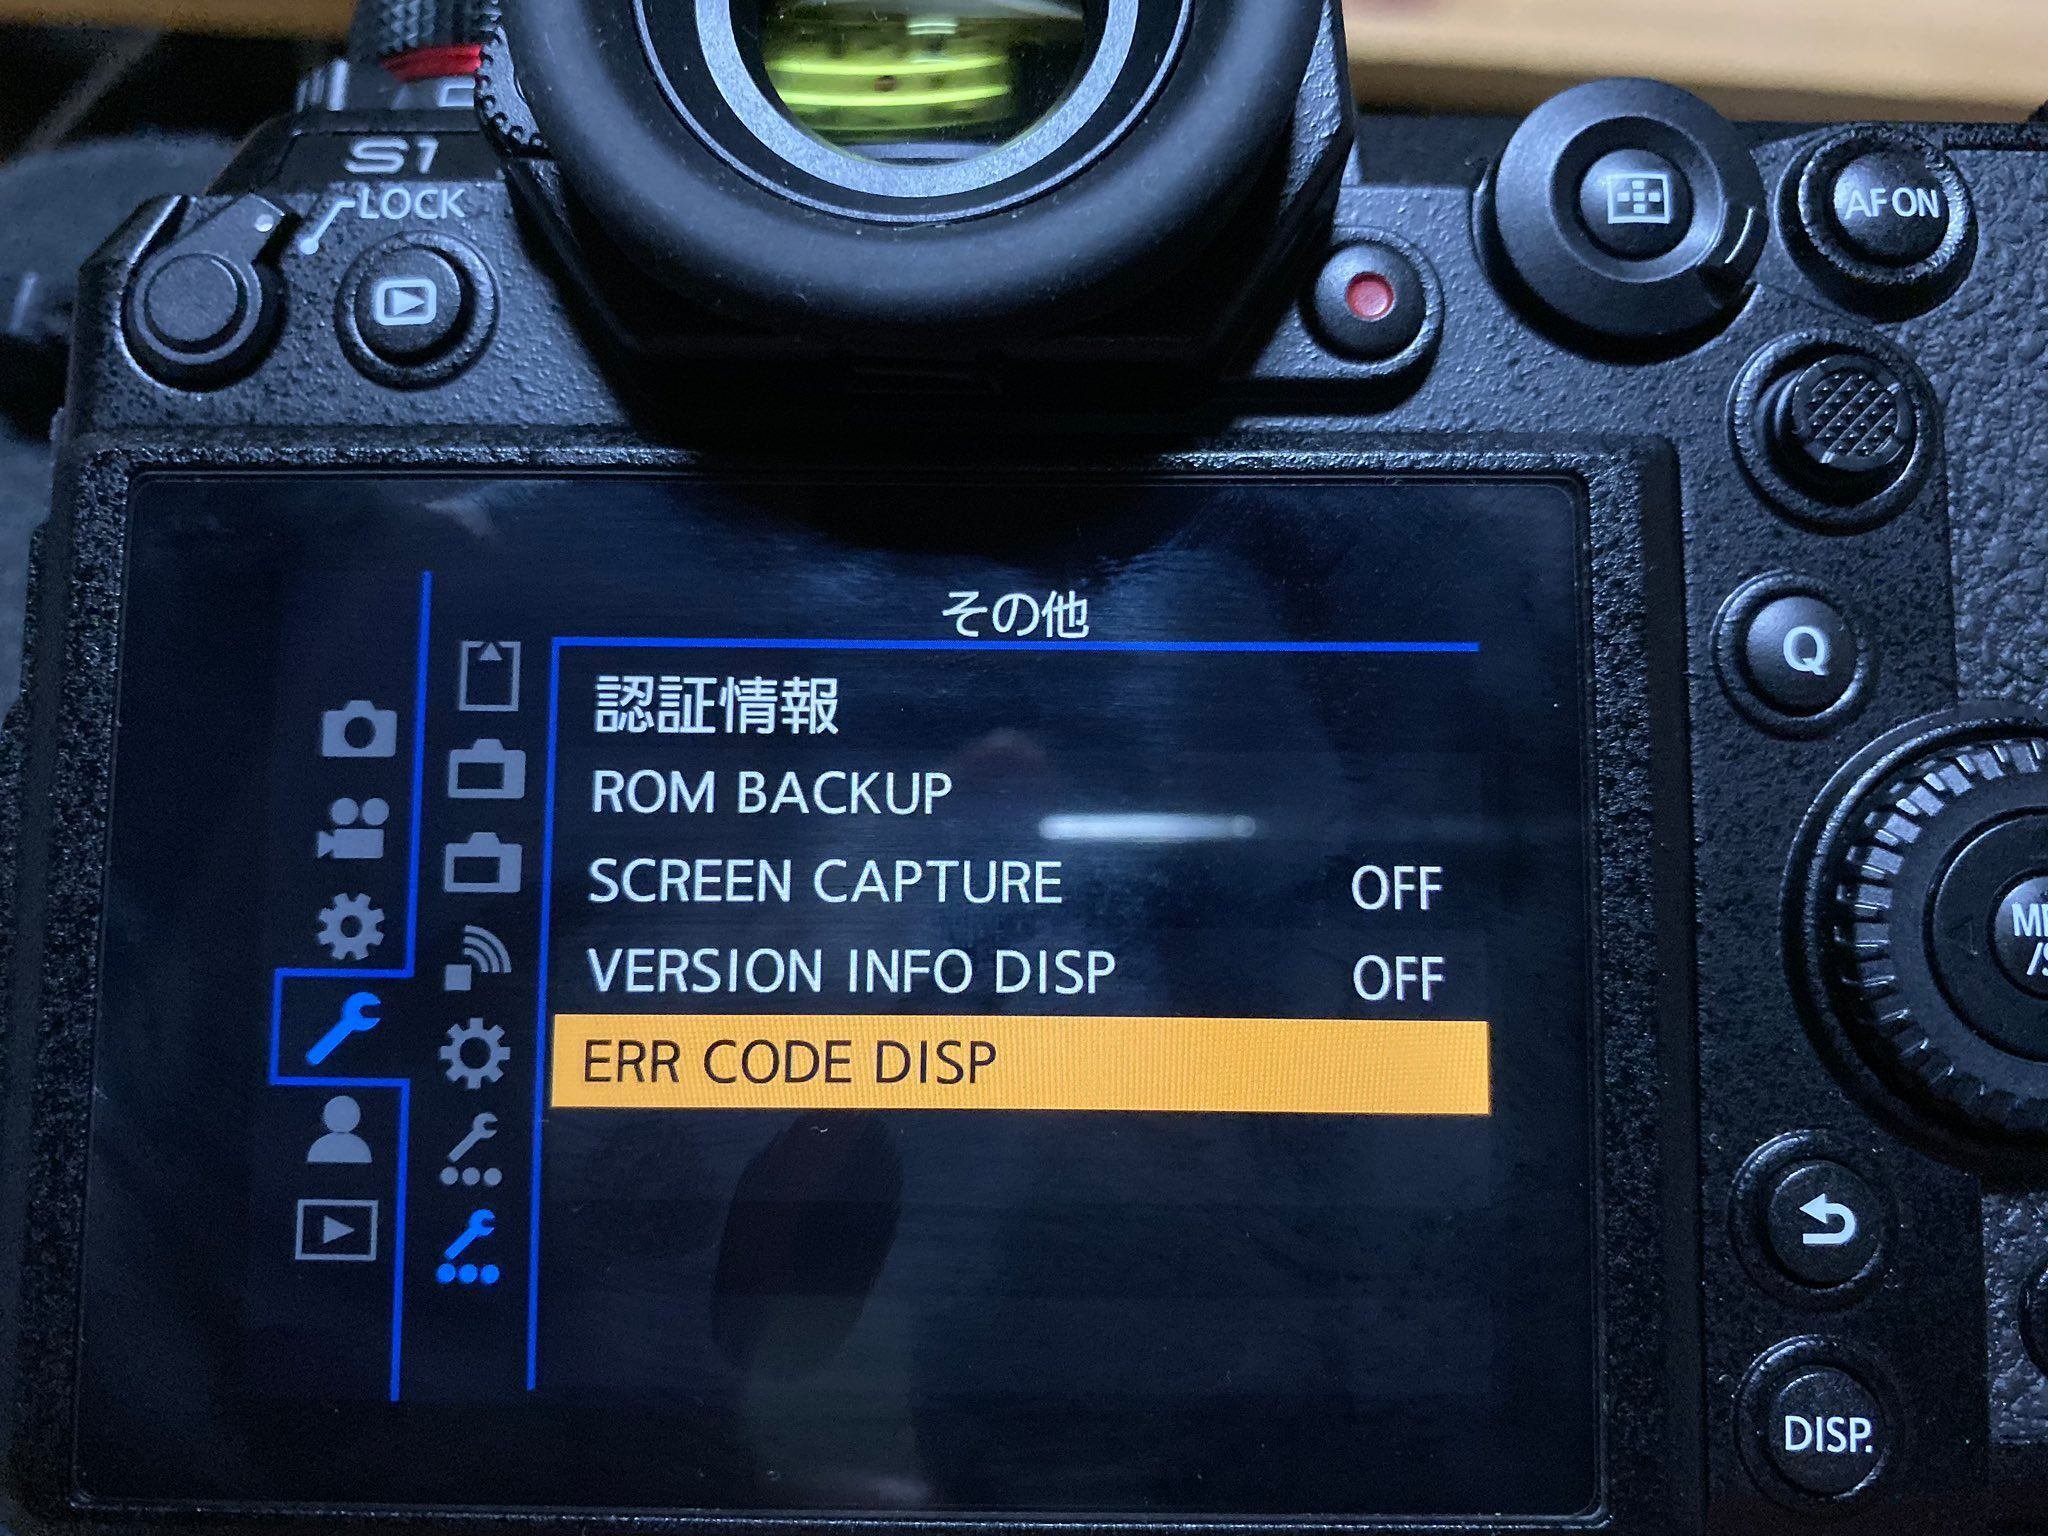 S1
LOCK
AF ON
Q
その他
認証情報
ROM BACKUP
SCREEN CAPTURE OFF
VERSION INFO DISP OFF
ERR CODE DISP
DISP.